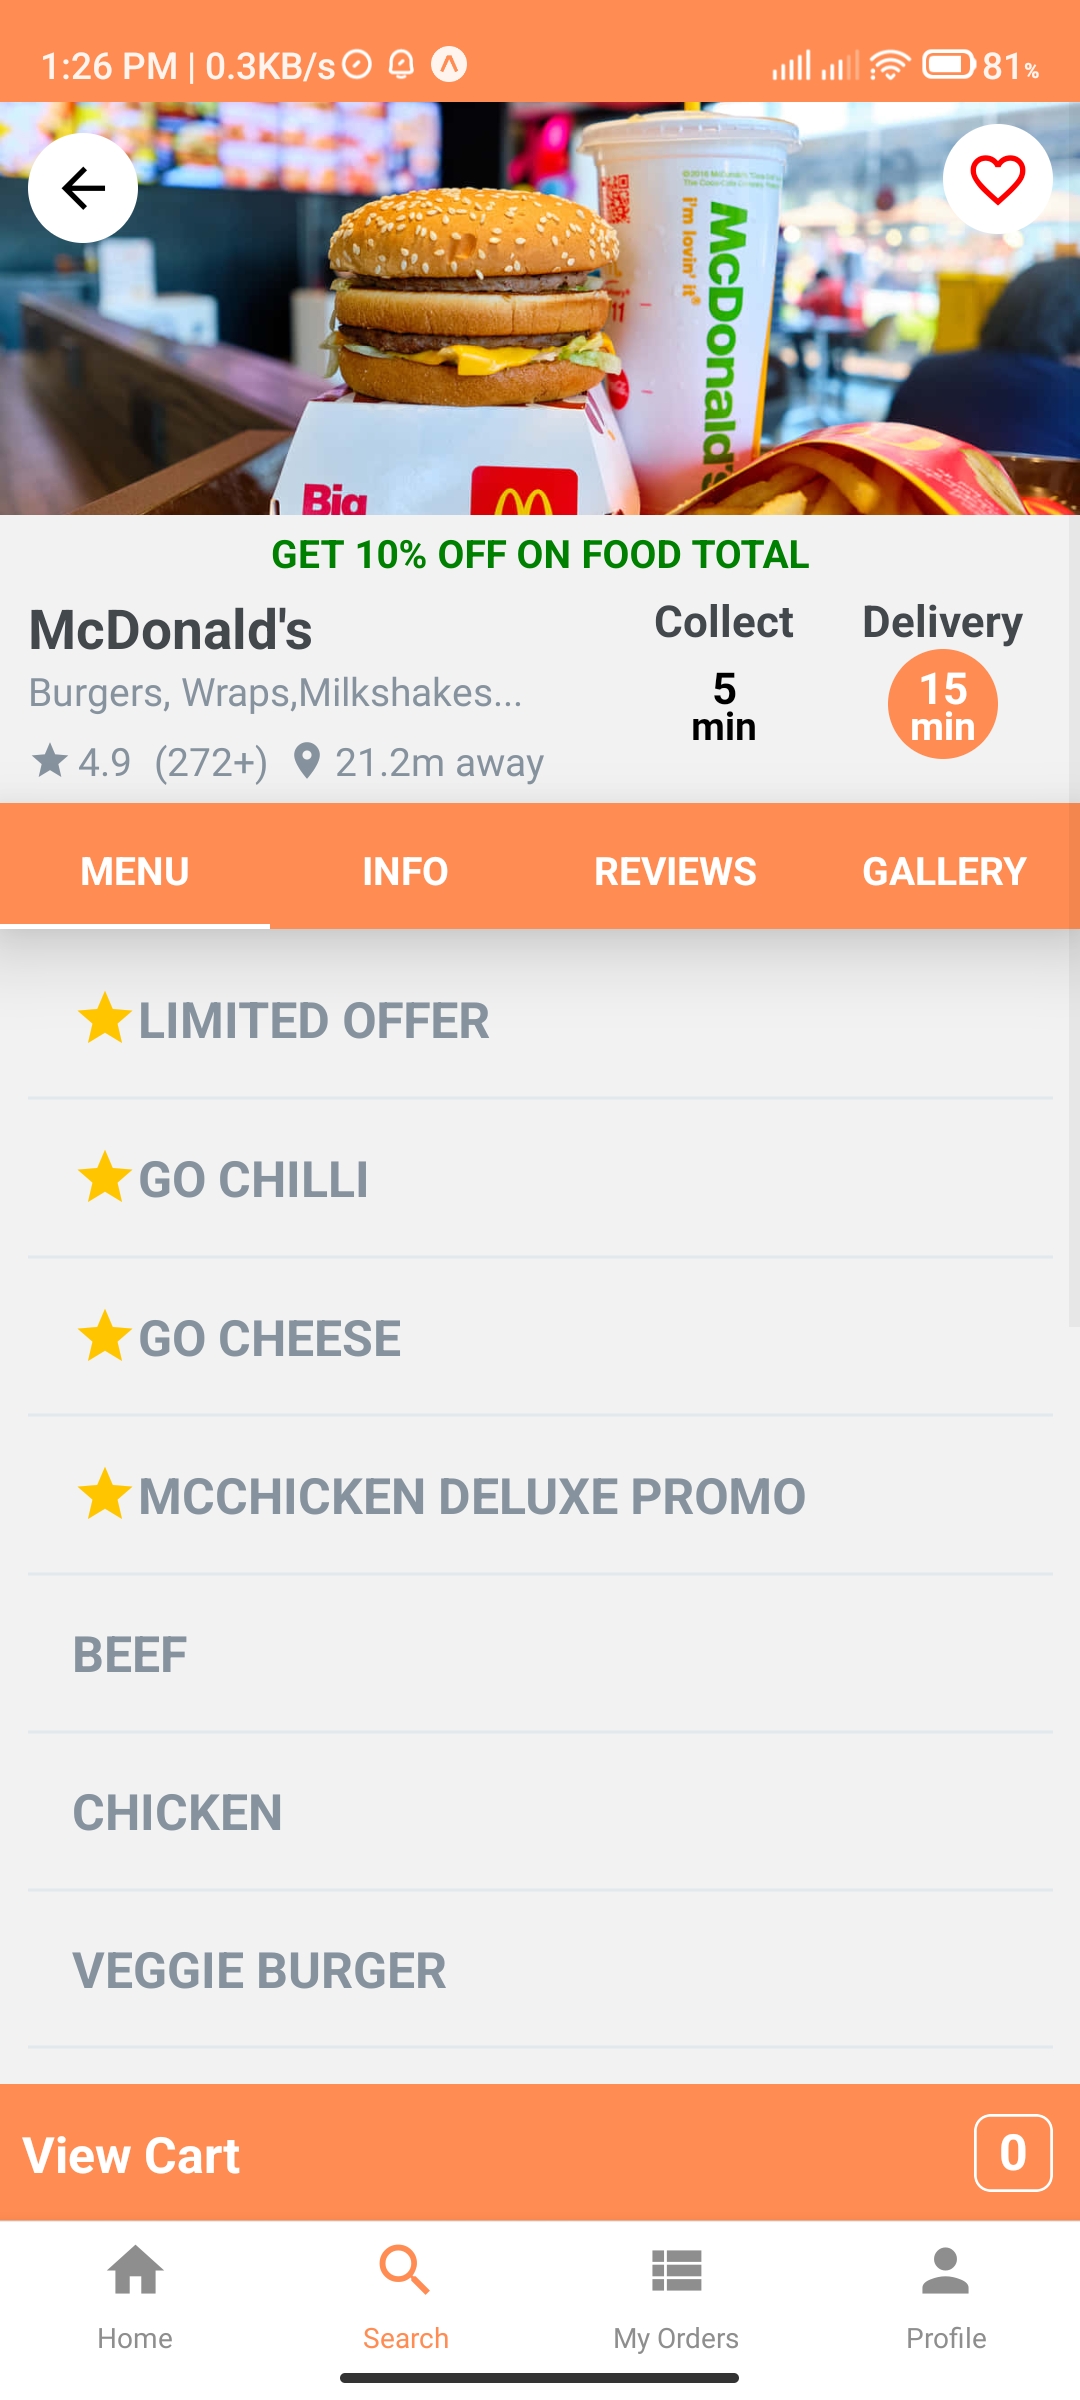 1:26 PM | 0.3KB/s
81%
McDonald's
i'm lovin' it
Big
GET 10% OFF ON FOOD TOTAL
McDonald's
Collect
Delivery
Burgers, Wraps,Milkshakes...
5
min
15
min
4.9 (272+) 21.2m away
MENU
INFO
REVIEWS
GALLERY
LIMITED OFFER
GO CHILLI
GO CHEESE
MCCHICKEN DELUXE PROMO
BEEF
CHICKEN
VEGGIE BURGER
View Cart
0
Home
Search
My Orders
Profile